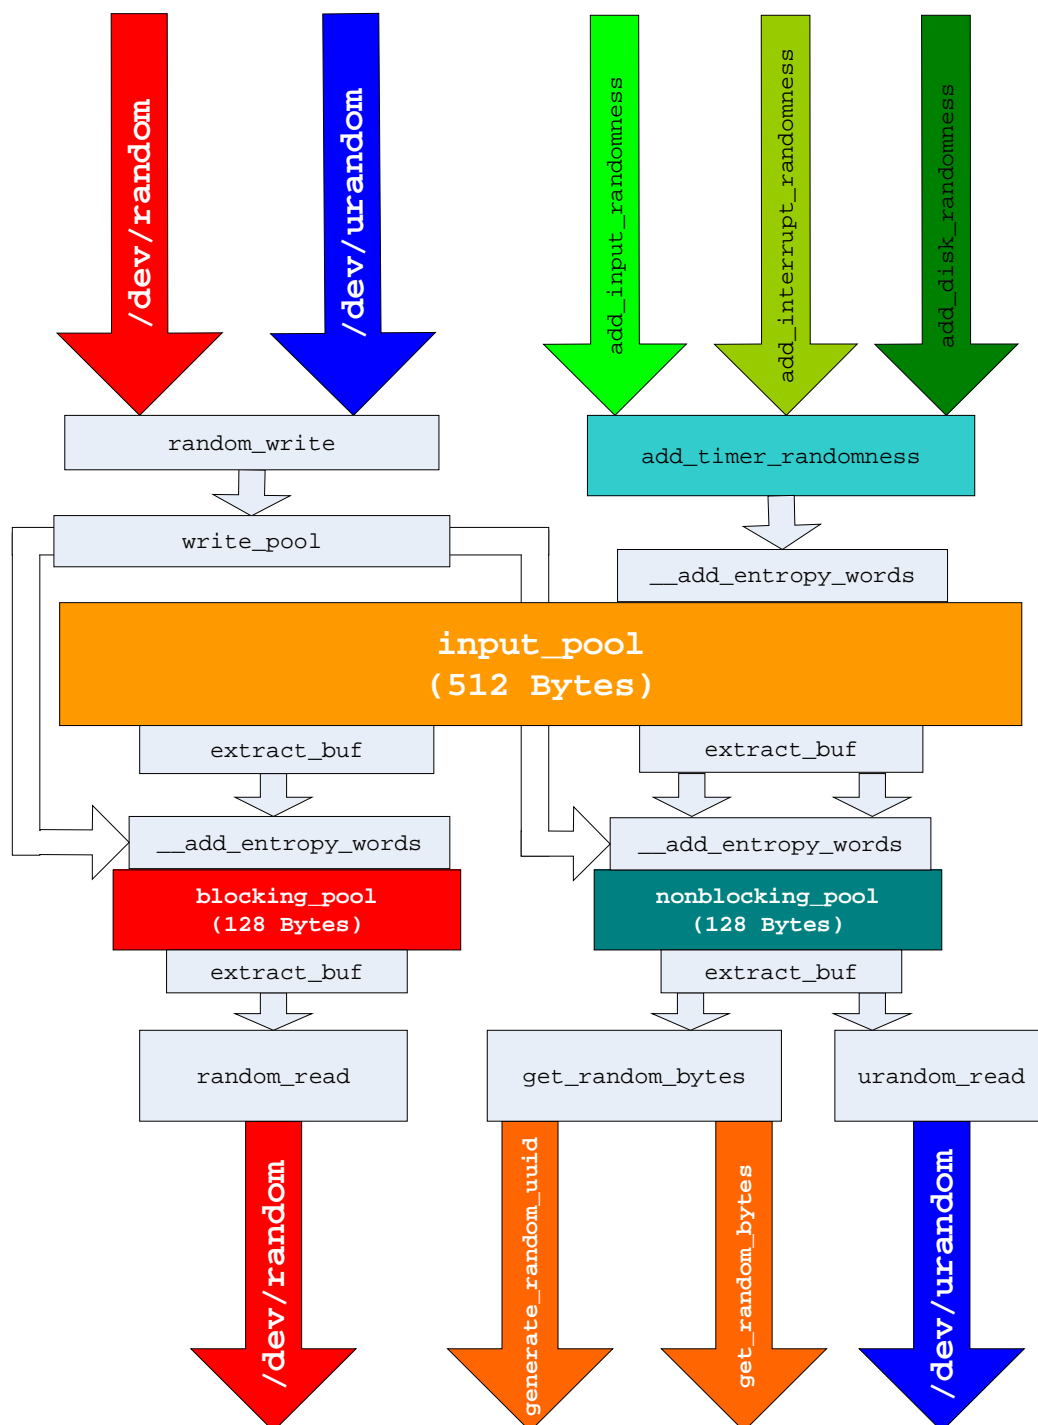 /dev/random
/dev/urandom
add_input_randomness
add_interrupt_randomness
add_disk_randomness
random_write
add_timer_randomness
write_pool
__add_entropy_words
input_pool
(512 Bytes)
extract_buf
extract_buf
__add_entropy_words
__add_entropy_words
blocking_pool
(128 Bytes)
nonblocking_pool
(128 Bytes)
extract_buf
extract_buf
random_read
get_random_bytes
urandom_read
/dev/random
generate_random_uuid
get_random_bytes
/dev/urandom